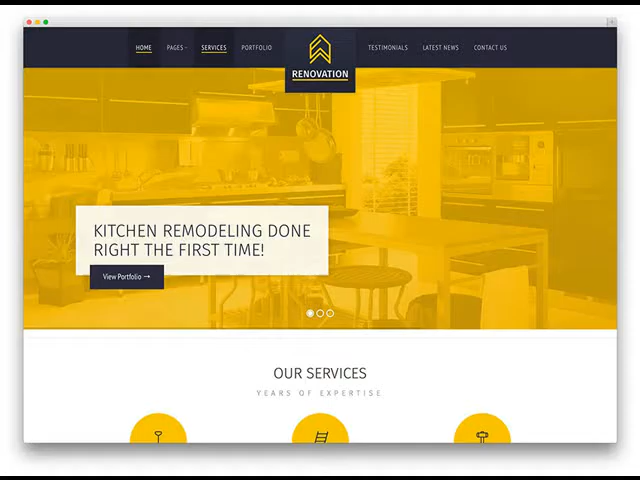 HOME PAGES SERVICES PORTFOLIO TESTIMONIALS LATEST NEWS CONTACT US
RENOVATION
KITCHEN REMODELING DONE
RIGHT THE FIRST TIME!
View Portfolio →
OUR SERVICES
YEARS OF EXPERTISE